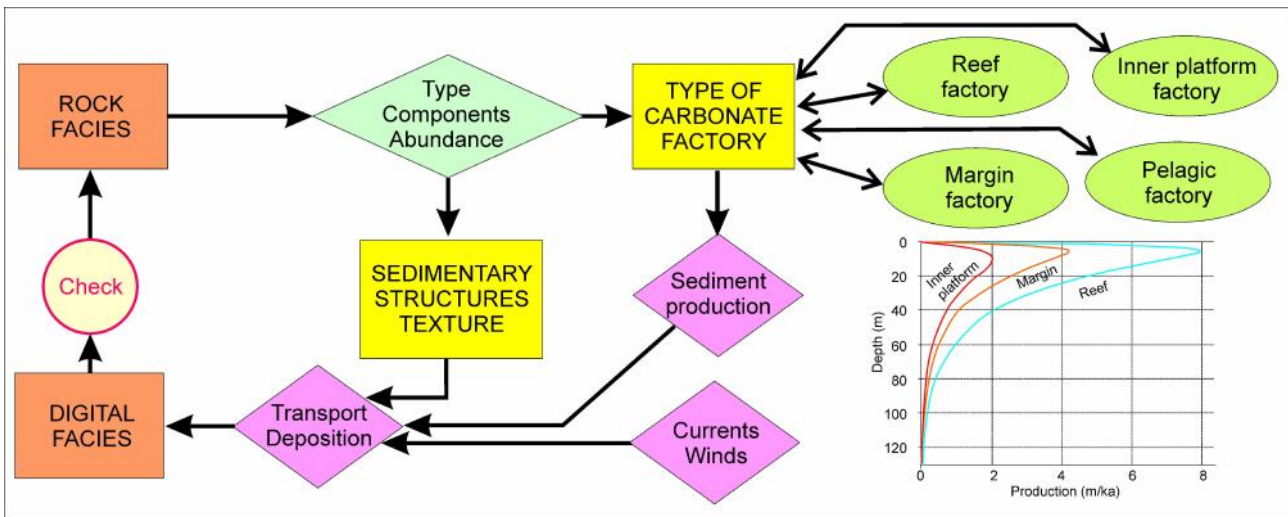 ROCK
FACIES
Type
Components
Abundance
TYPE OF
CARBONATE
FACTORY
Reef
factory
Inner platform
factory
Margin
factory
Pelagic
factory
Check
SEDIMENTARY
STRUCTURES
TEXTURE
Sediment
production
DIGITAL
FACIES
Transport
Deposition
Currents
Winds
0
20
40
60
80
100
120
Depth (m)
Inner
platform
Margin
Reef
0
2
4
6
8
Production (m/ka)